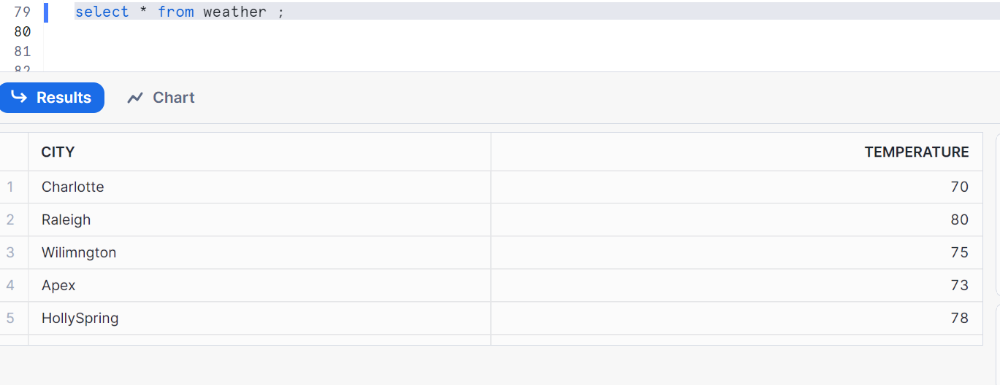 79 select * from weather ;
80
81
82
Results Chart
CITY TEMPERATURE
1 Charlotte 70
2 Raleigh 80
3 Wilimngton 75
4 Apex 73
5 HollySpring 78